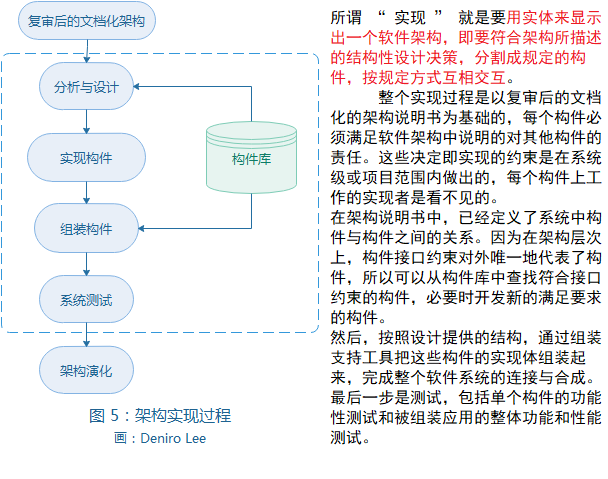 复审后的文档化架构
分析与设计
实现构件
构件库
组装构件
系统测试
架构演化
图 5：架构实现过程
画：Deniro Lee
所谓 “ 实现 ” 就是要用实体来显示
出一个软件架构，即要符合架构所描述
的结构性设计决策，分割成规定的构
件，按规定方式互相交互。
整个实现过程是以复审后的文档
化的架构说明书为基础的，每个构件必
须满足软件架构中说明的对其他构件的
责任。这些决定即实现的约束是在系统
级或项目范围内做出的，每个构件上工
作的实现者是看不见的。
在架构说明书中，已经定义了系统中构
件与构件之间的关系。因为在架构层次
上，构件接口约束对外唯一地代表了构
件，所以可以从构件库中查找符合接口
约束的构件，必要时开发新的满足要求
的构件。
然后，按照设计提供的结构，通过组装
支持工具把这些构件的实现体组装起
来，完成整个软件系统的连接与合成。
最后一步是测试，包括单个构件的功能
性测试和被组装应用的整体功能和性能
测试。